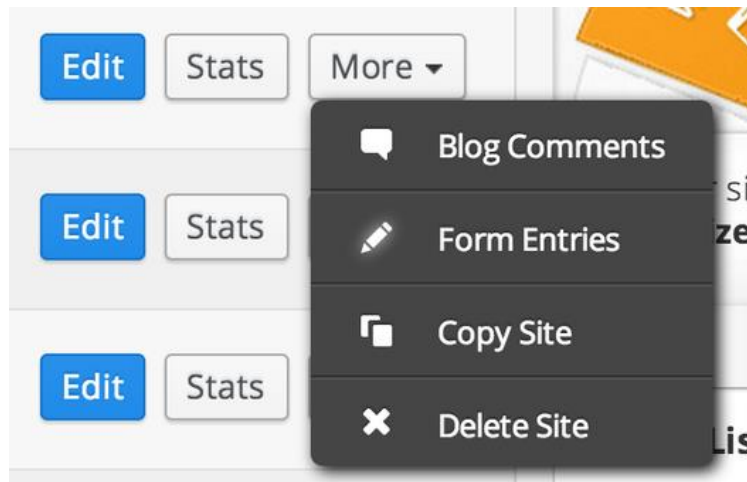 Edit Stats More
Blog Comments
Edit Stats
Form Entries
Copy Site
Edit Stats
Delete Site